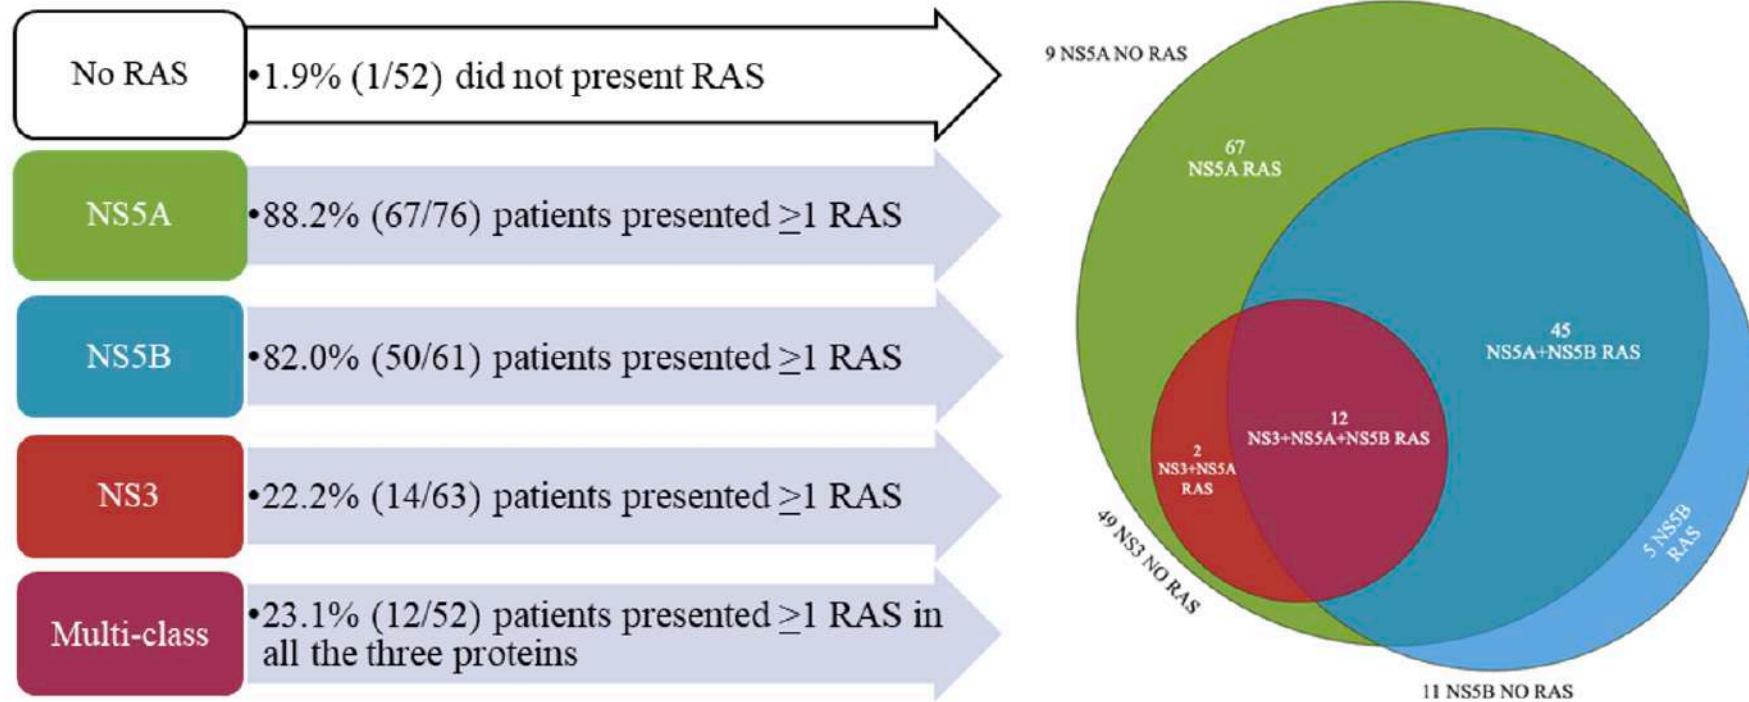 No RAS
•1.9% (1/52) did not present RAS
NS5A
•88.2% (67/76) patients presented ≥1 RAS
NS5B
•82.0% (50/61) patients presented ≥1 RAS
NS3
•22.2% (14/63) patients presented ≥1 RAS
Multi-class
•23.1% (12/52) patients presented ≥1 RAS in
all the three proteins
9 NS5A NO RAS
67
NS5A RAS
45
NS5A+NS5B RAS
12
NS3+NS5A+NS5B RAS
2
NS3+NS5A
RAS
5 NS5B
RAS
49 NS3 NO RAS
11 NS5B NO RAS